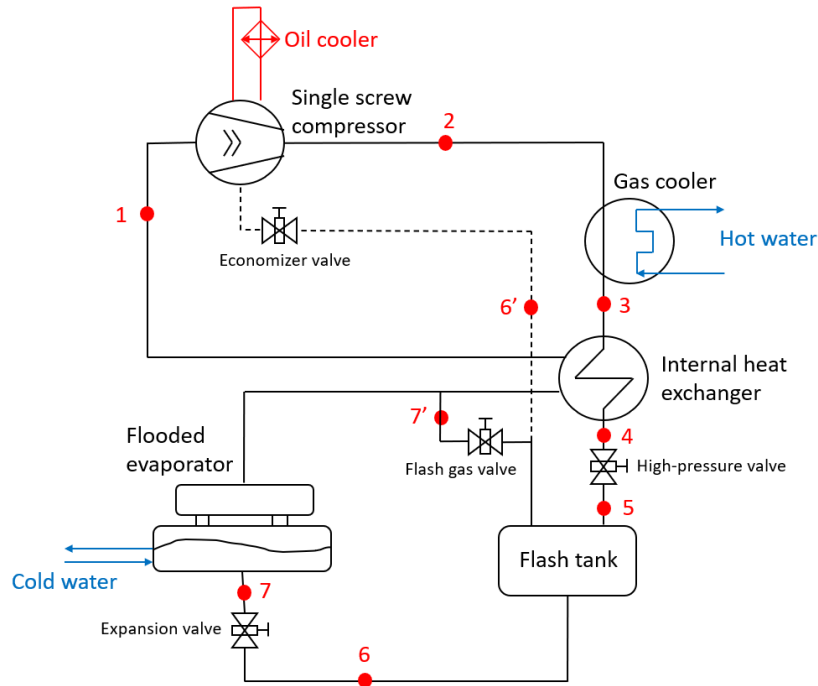 Oil cooler
Single screw
compressor
2
Gas cooler
1
Hot water
Economizer valve
6’
3
Internal heat
exchanger
7’
4
Flooded
evaporator
Flash gas valve
High-pressure valve
5
Flash tank
Cold water
7
Expansion valve
6